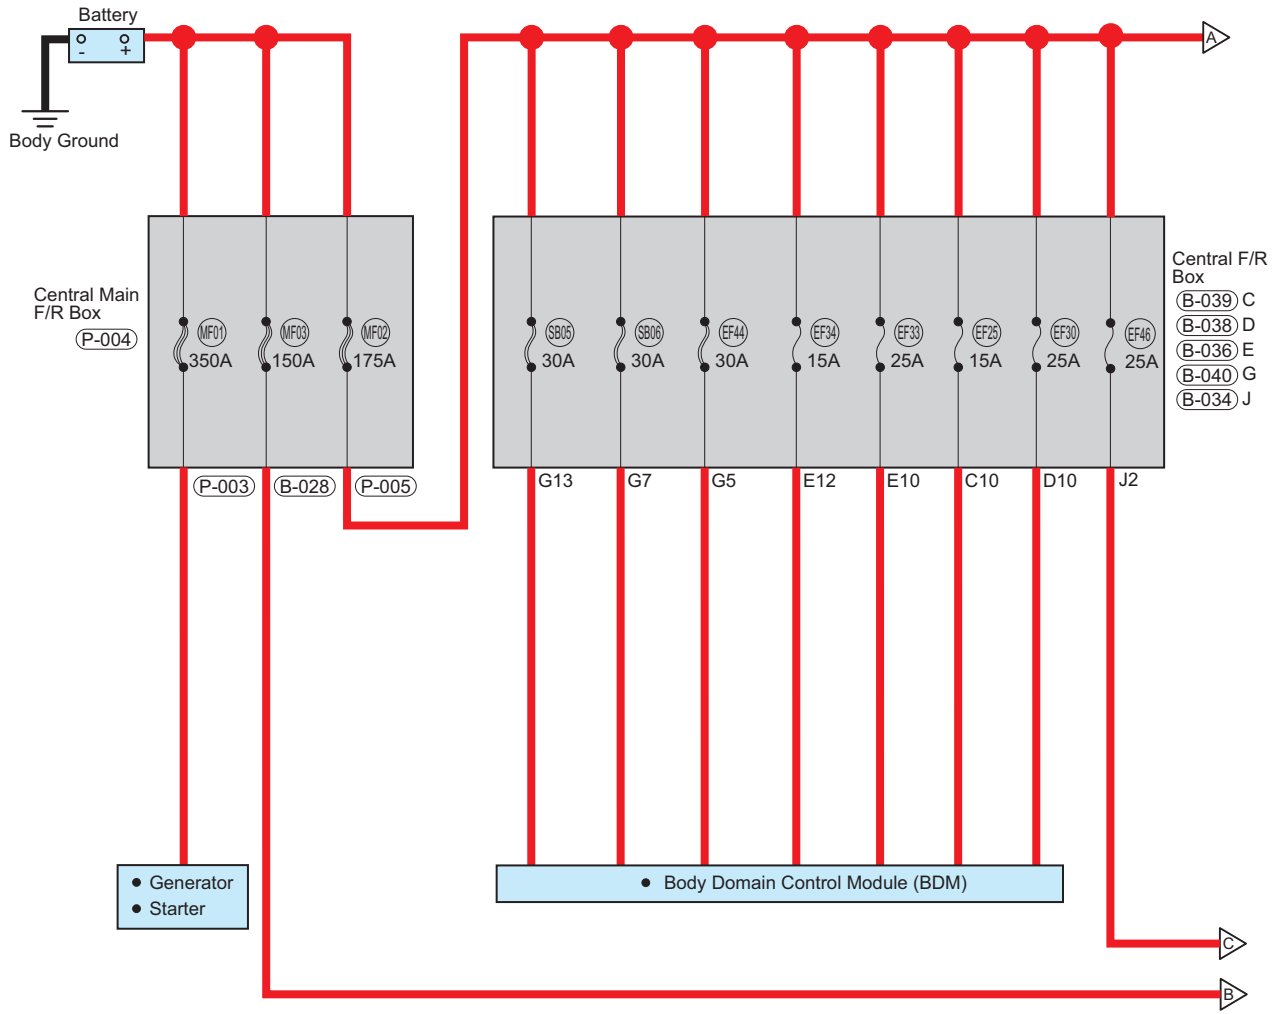 Battery
- +
Body Ground
A
Central Main
F/R Box
P-004
MF01
350A
MF03
150A
MF02
175A
SB05
30A
SB06
30A
EF44
30A
EF34
15A
EF33
25A
EF25
15A
EF30
25A
EF46
25A
Central F/R
Box
B-039 C
B-038 D
B-036 E
B-040 G
B-034 J
P-003
B-028
P-005
G13
G7
G5
E12
E10
C10
D10
J2
• Generator
• Starter
• Body Domain Control Module (BDM)
C
B